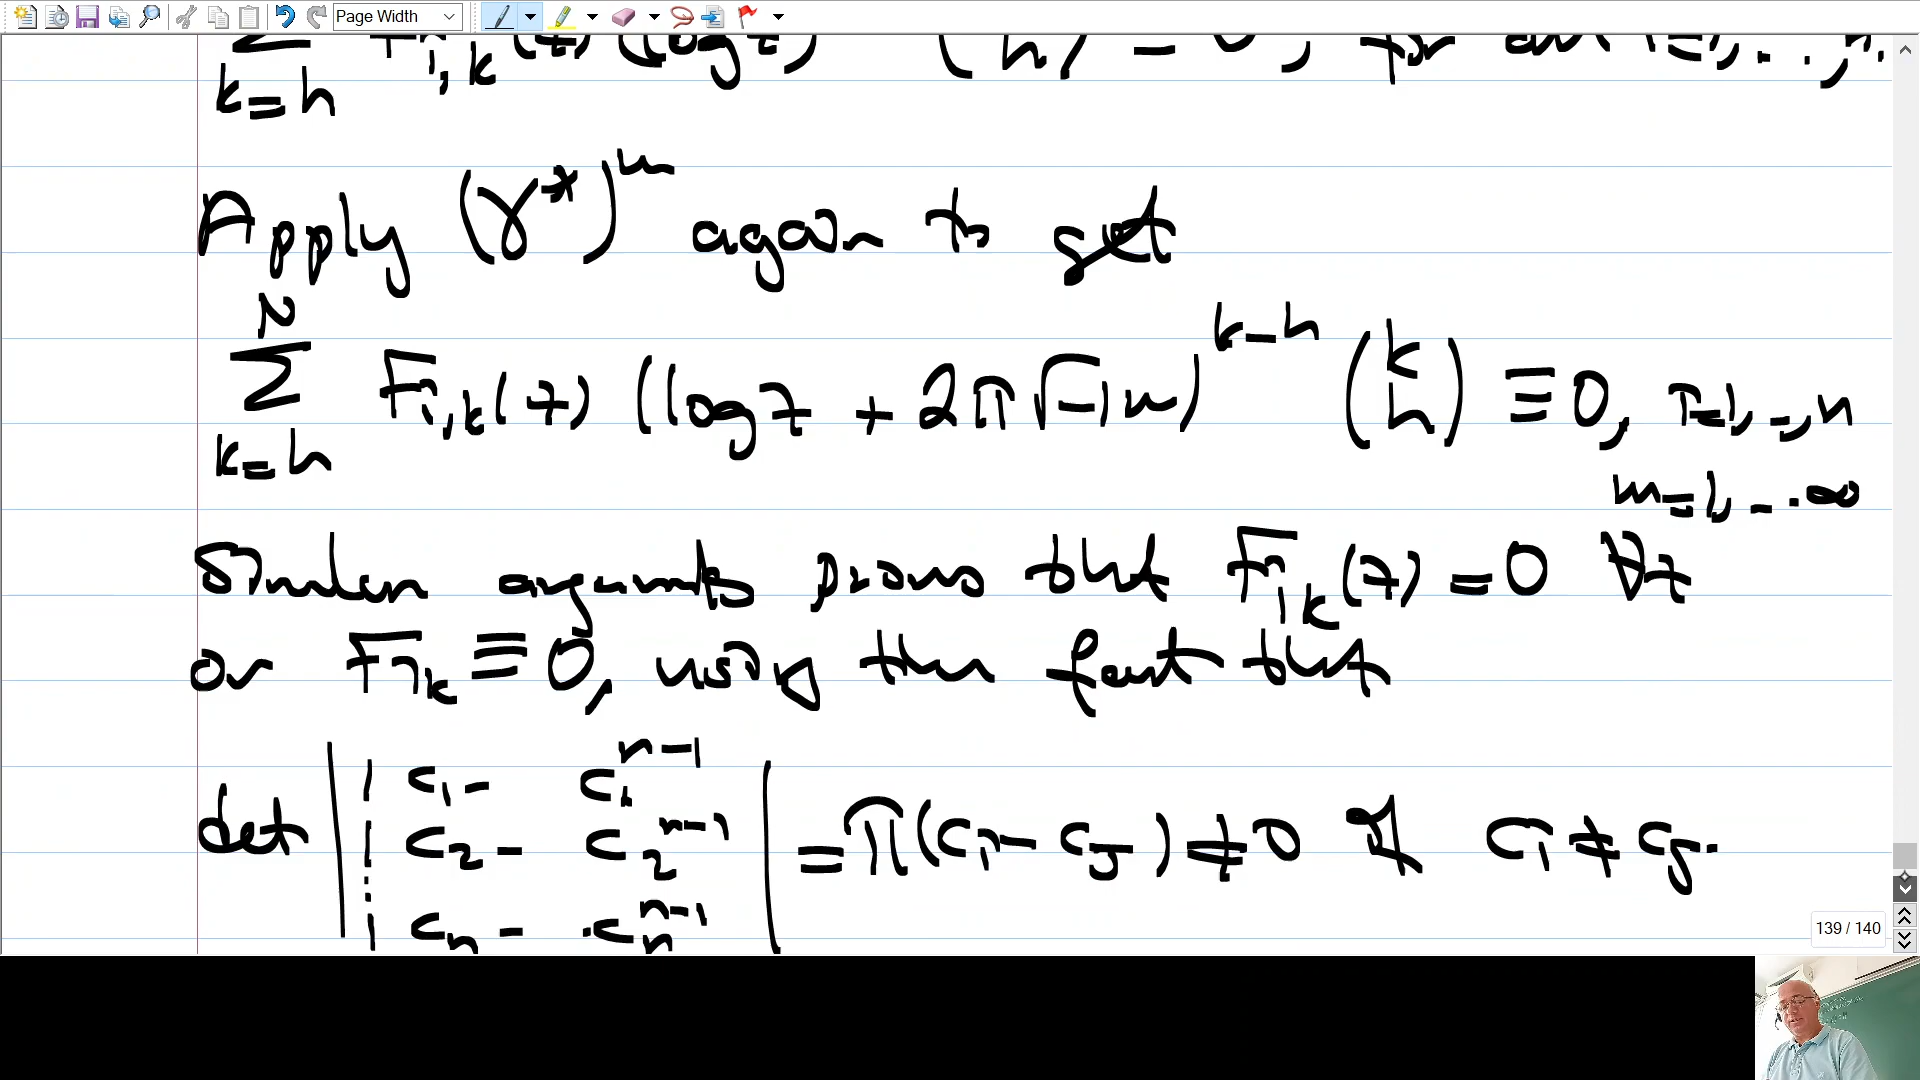 Page Width
Σ F_{i,k}(z) (log z) (h) = 0, for all i=1,...,n.
k=h
Apply (γ*)^m again to get
N
Σ F_{i,k}(z) (log z + 2π√-1 m)^{k-h} (k h) ≡ 0, i=1,-,n
k=h
m=1,-..∞
Similar arguments prove that F_{ik}(z) = 0 ∀z
or F_{ik} ≡ 0, using the fact that
det | 1 c_1 - c_1^{n-1}
1 c_2 - c_2^{n-1} | = π(c_i - c_j) ≠ 0 if c_i ≠ c_j.
⋮
1 c_n - .c_n^{n-1}
139 / 140